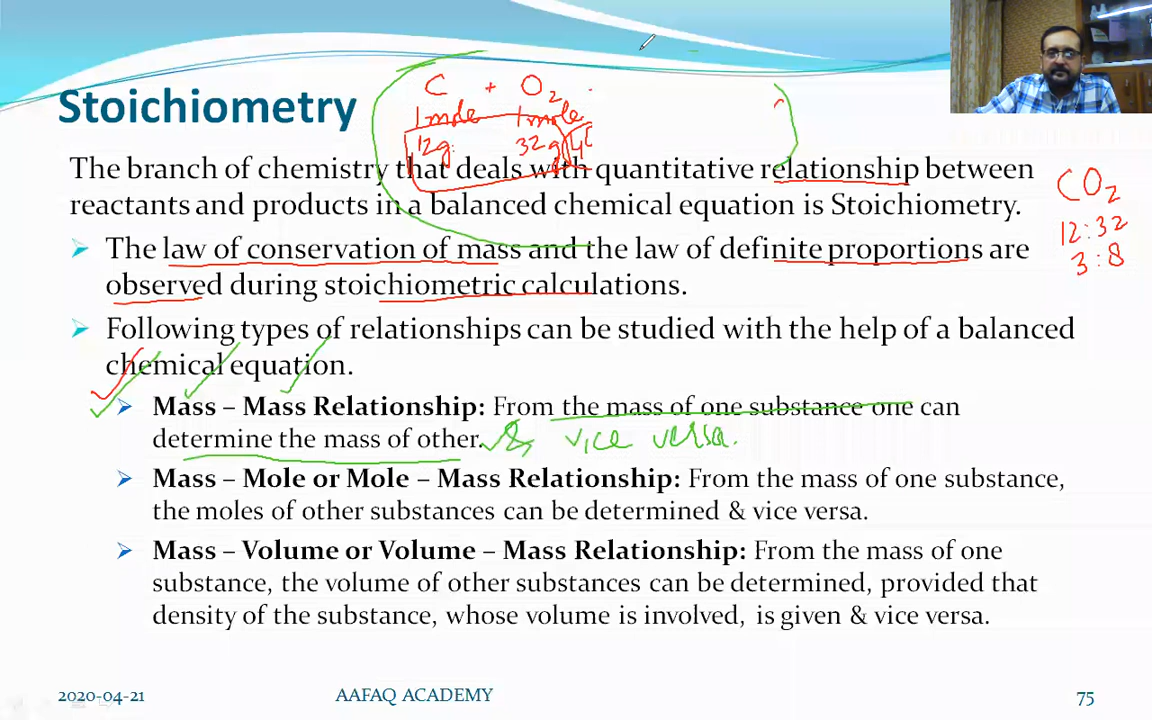 C + O2
Stoichiometry
1 mole 1 mole
12g 32g
The branch of chemistry that deals with quantitative relationship between
reactants and products in a balanced chemical equation is Stoichiometry.
CO2
12:32
3:8
The law of conservation of mass and the law of definite proportions are
observed during stoichiometric calculations.
Following types of relationships can be studied with the help of a balanced
chemical equation.
Mass – Mass Relationship: From the mass of one substance one can
determine the mass of other. & vice versa.
Mass – Mole or Mole – Mass Relationship: From the mass of one substance,
the moles of other substances can be determined & vice versa.
Mass – Volume or Volume – Mass Relationship: From the mass of one
substance, the volume of other substances can be determined, provided that
density of the substance, whose volume is involved, is given & vice versa.
2020-04-21 AAFAQ ACADEMY 75